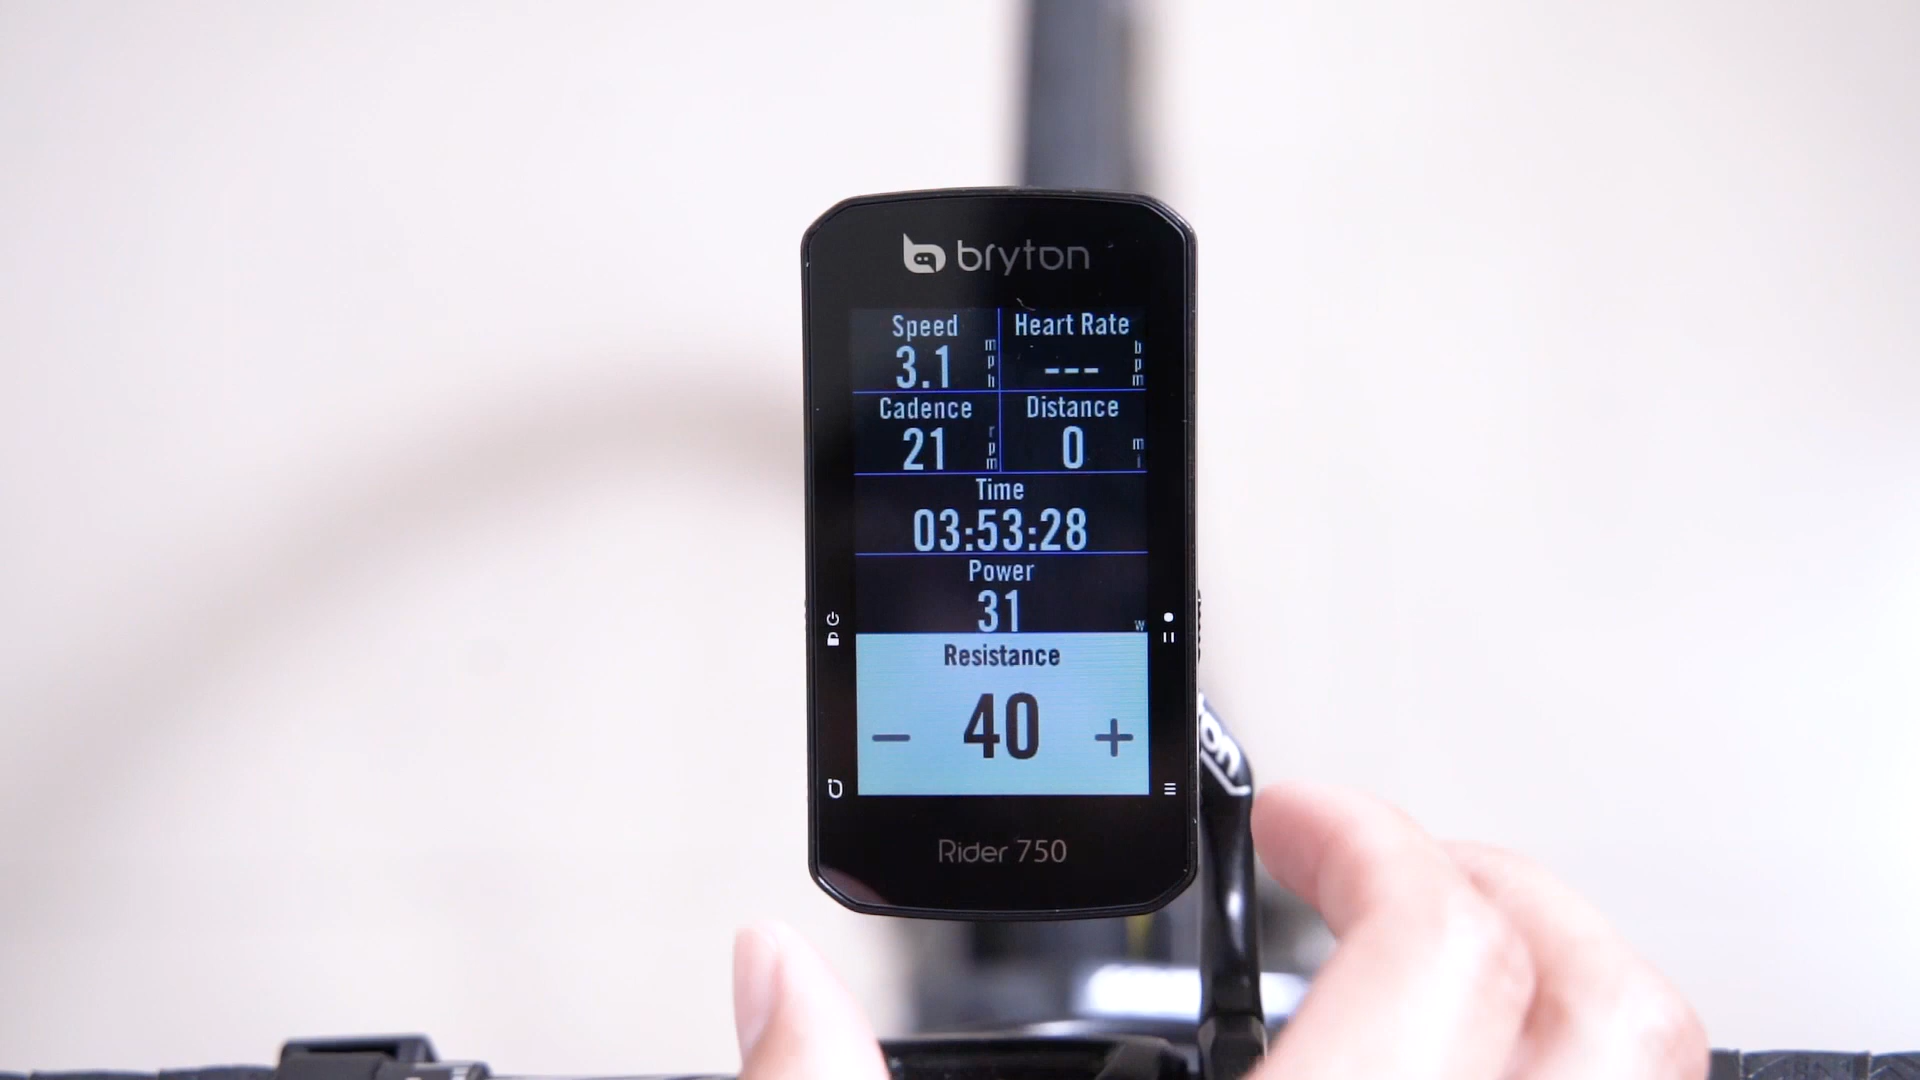 bryton
Speed Heart Rate
3.1 mph --- bpm
Cadence Distance
21 rpm 0 mi
Time
03:53:28
Power
31 w
Resistance
− 40 +
on
Rider 750